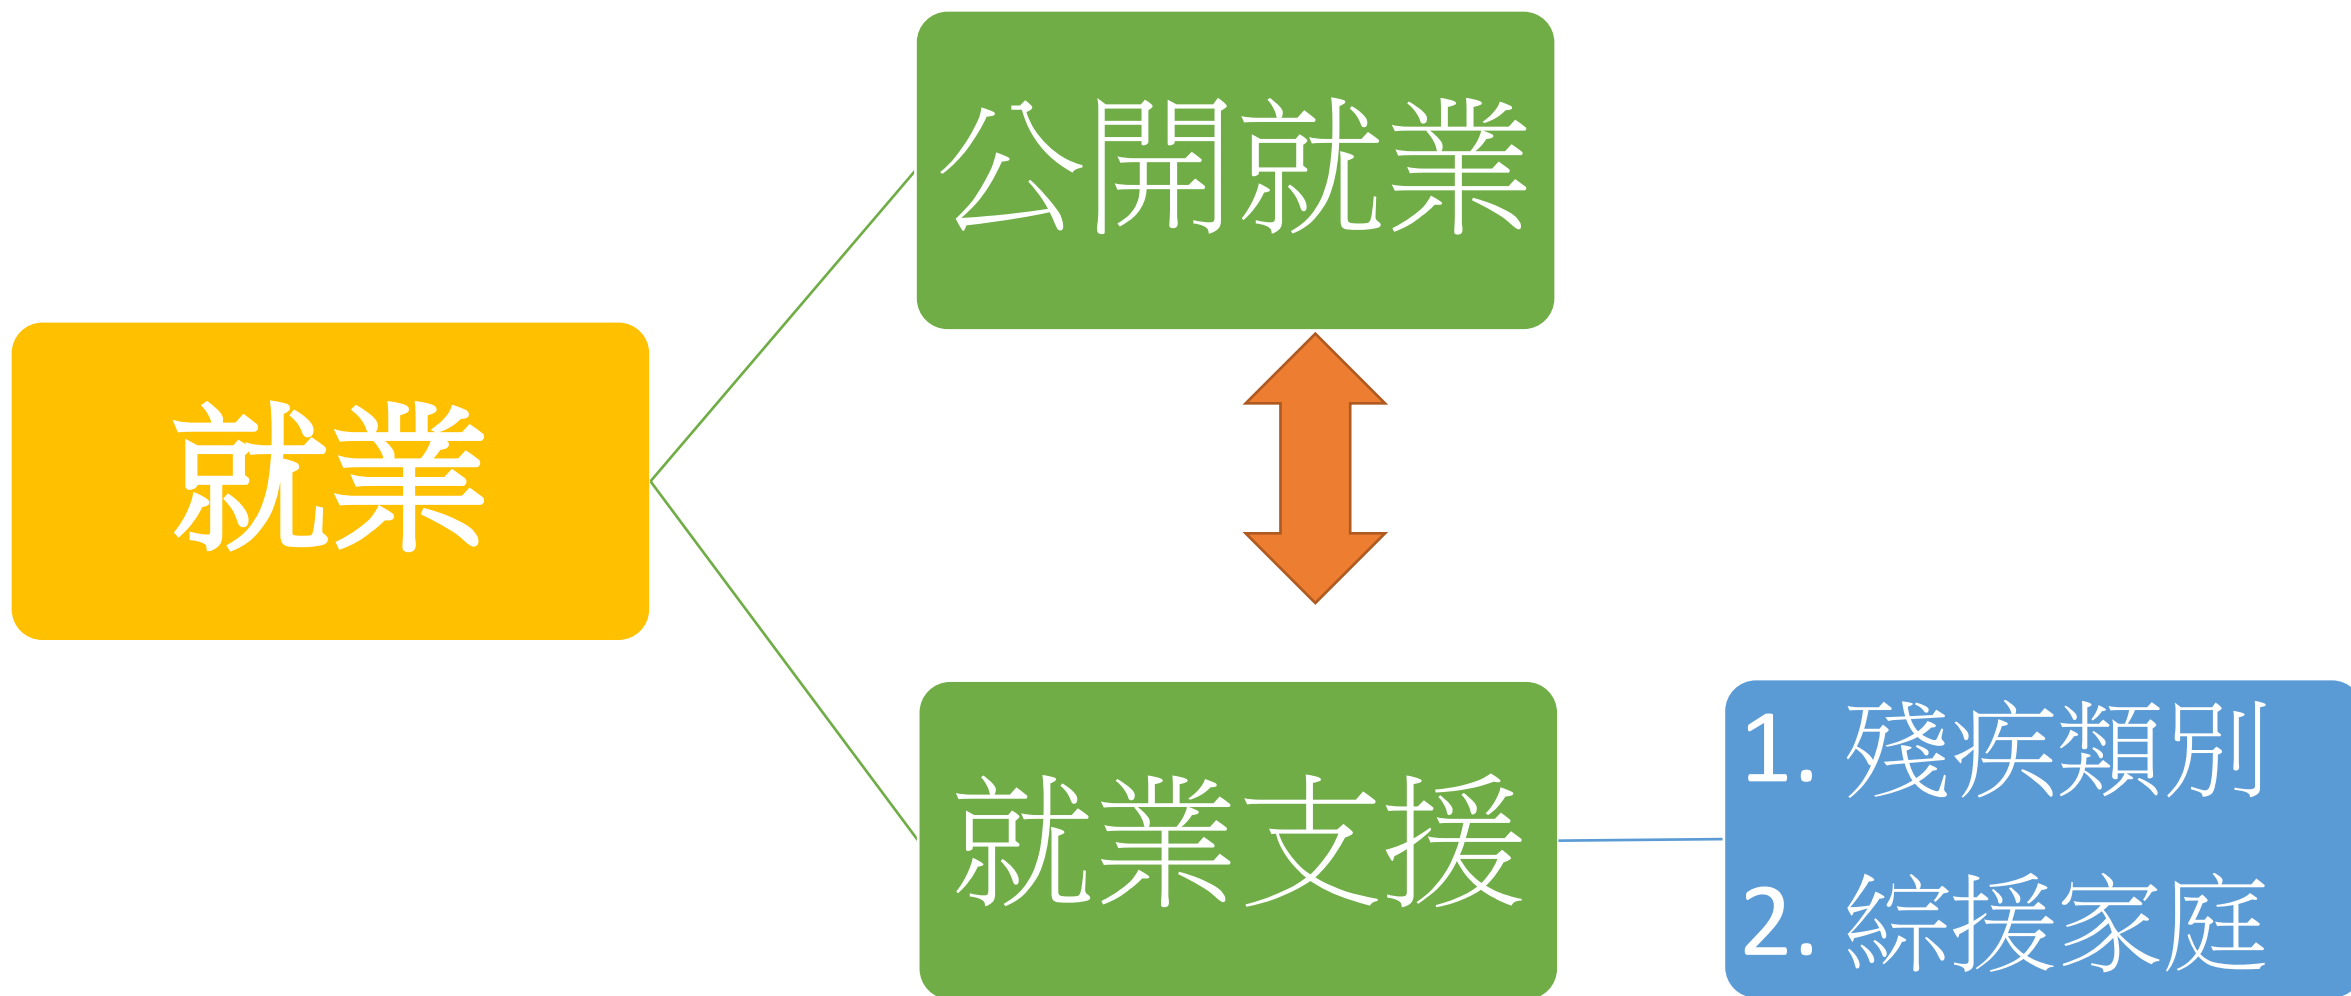 公開就業
就業
就業支援
1. 殘疾類別
2. 綜援家庭